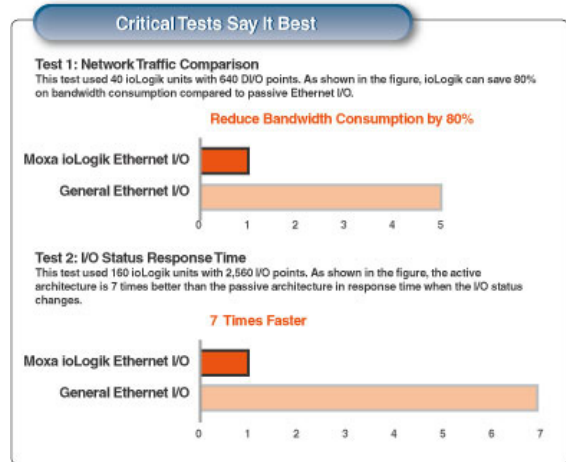 Critical Tests Say It Best
Test 1: Network Traffic Comparison
This test used 40 ioLogik units with 640 DI/O points. As shown in the figure, ioLogik can save 80%
on bandwidth consumption compared to passive Ethernet I/O.
Reduce Bandwidth Consumption by 80%
Moxa ioLogik Ethernet I/O
General Ethernet I/O
0 1 2 3 4 5
Test 2: I/O Status Response Time
This test used 160 ioLogik units with 2,560 I/O points. As shown in the figure, the active
architecture is 7 times better than the passive architecture in response time when the I/O status
changes.
7 Times Faster
Moxa ioLogik Ethernet I/O
General Ethernet I/O
0 1 2 3 4 5 6 7